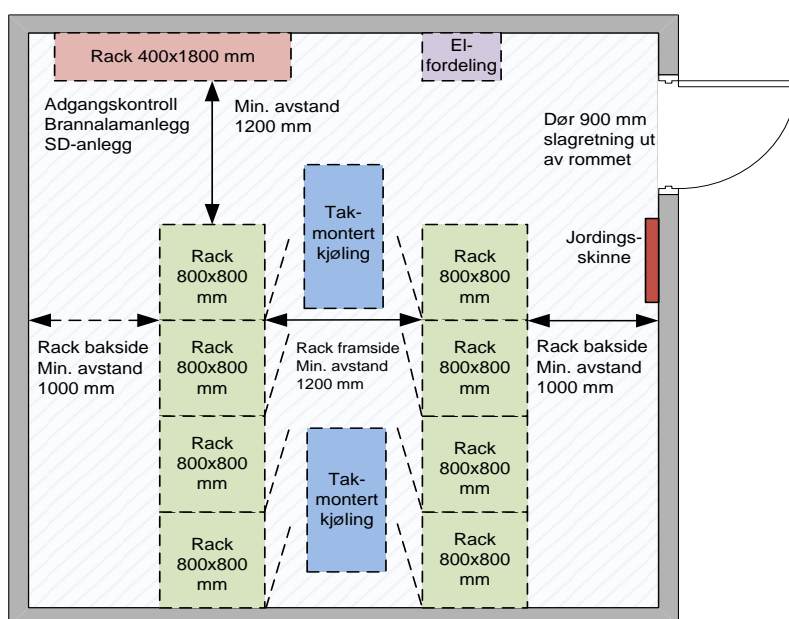 Rack 400x1800 mm
El-
fordeling
Adgangskontroll
Brannalamanlegg
SD-anlegg
Min. avstand
1200 mm
Dør 900 mm
slagretning ut
av rommet
Tak-
montert
kjøling
Jordings-
skinne
Rack
800x800
mm
Rack
800x800
mm
Rack bakside
Min. avstand
1000 mm
Rack
800x800
mm
Rack framside
Min. avstand
1200 mm
Rack
800x800
mm
Rack bakside
Min. avstand
1000 mm
Rack
800x800
mm
Tak-
montert
kjøling
Rack
800x800
mm
Rack
800x800
mm
Rack
800x800
mm